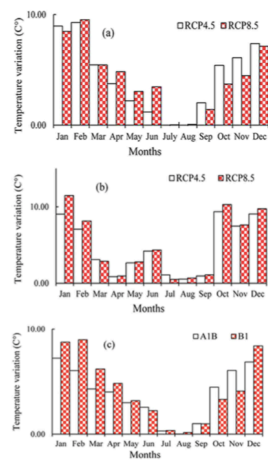 Temperature variation (C°)
(a)
RCP4.5
RCP8.5
0.00
Jan Feb Mar Apr May Jun July Aug Sep Oct Nov Dec
Months
Temperature variation (C°)
(b)
RCP4.5
RCP8.5
10.00
0.00
Jan Feb Mar Apr May Jun Jul Aug Sep Oct Nov Dec
Months
Temperature variation (C°)
10.00
(c)
A1B
B1
0.00
Jan Feb Mar Apr May Jun Jul Aug Sep Oct Nov Dec
Months